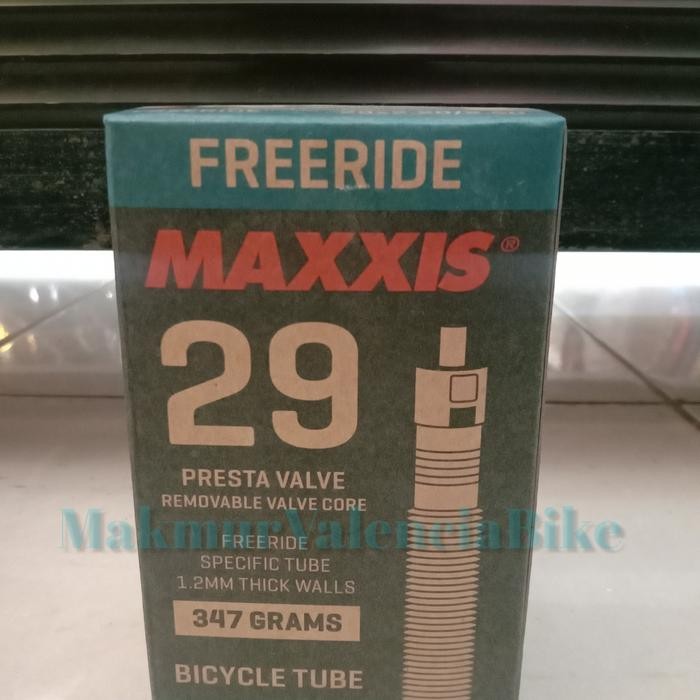 FREERIDE
MAXXIS®
29
PRESTA VALVE
REMOVABLE VALVE CORE
MakmurValenciaBike
FREERIDE
SPECIFIC TUBE
1.2MM THICK WALLS
347 GRAMS
BICYCLE TUBE